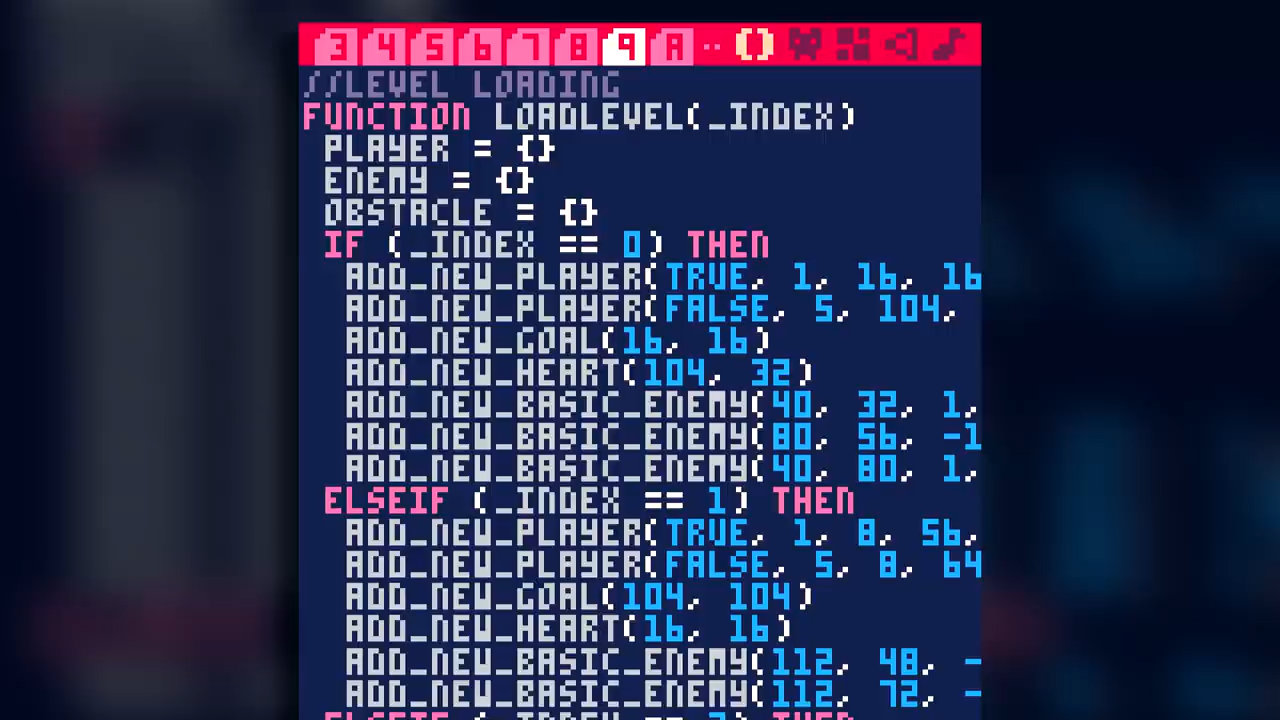 3 4 5 6 7 8 9 A .. ()
//LEVEL LOADING
FUNCTION LOADLEVEL(_INDEX)
PLAYER = {}
ENEMY = {}
OBSTACLE = {}
IF (_INDEX == 0) THEN
ADD_NEW_PLAYER(TRUE, 1, 16, 16
ADD_NEW_PLAYER(FALSE, 5, 104,
ADD_NEW_GOAL(16, 16)
ADD_NEW_HEART(104, 32)
ADD_NEW_BASIC_ENEMY(40, 32, 1,
ADD_NEW_BASIC_ENEMY(80, 56, -1
ADD_NEW_BASIC_ENEMY(40, 80, 1,
ELSEIF (_INDEX == 1) THEN
ADD_NEW_PLAYER(TRUE, 1, 8, 56,
ADD_NEW_PLAYER(FALSE, 5, 8, 64
ADD_NEW_GOAL(104, 104)
ADD_NEW_HEART(16, 16)
ADD_NEW_BASIC_ENEMY(112, 48, -
ADD_NEW_BASIC_ENEMY(112, 72, -